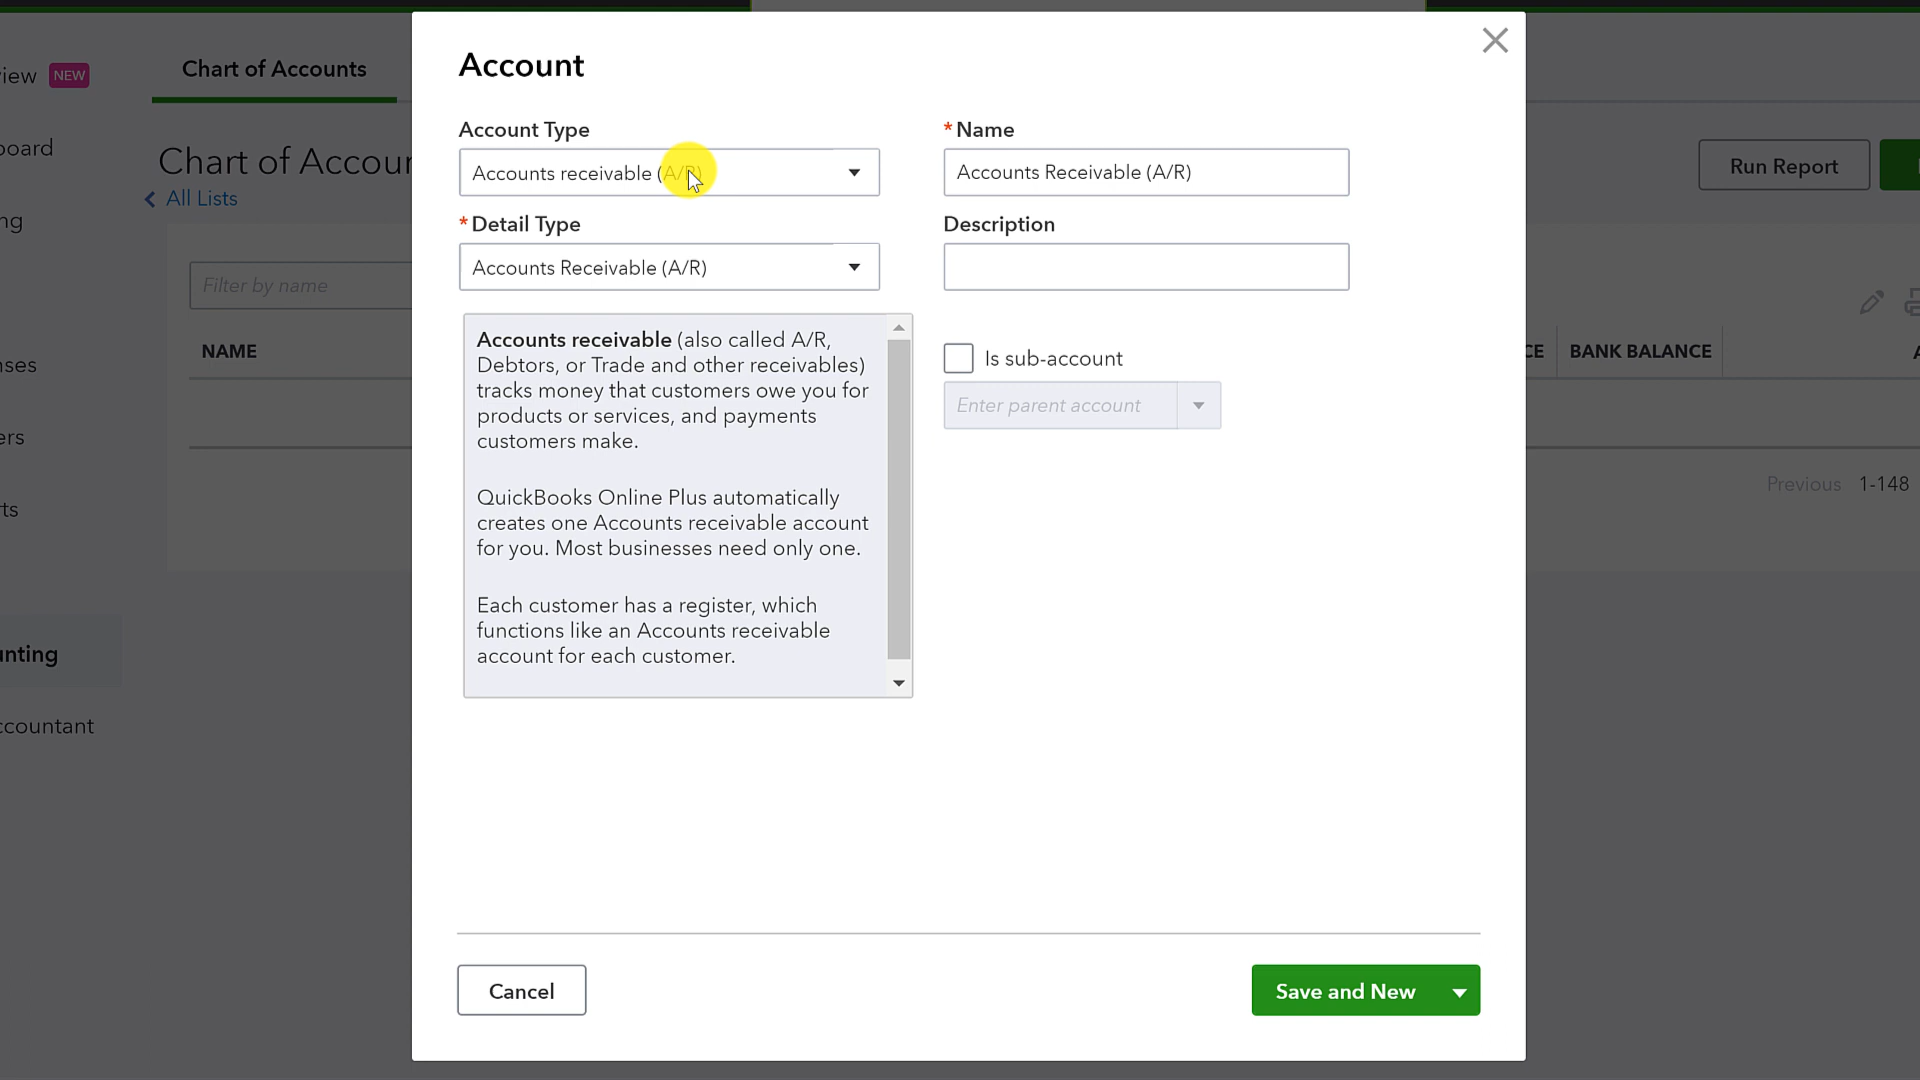 iew NEW
Chart of Accounts
board
Chart of Accour
All Lists
ng
Filter by name
NAME
nses
ers
rts
unting
ccountant
Account
Account Type
Accounts receivable (A/R)
* Detail Type
Accounts Receivable (A/R)
Accounts receivable (also called A/R,
Debtors, or Trade and other receivables)
tracks money that customers owe you for
products or services, and payments
customers make.
QuickBooks Online Plus automatically
creates one Accounts receivable account
for you. Most businesses need only one.
Each customer has a register, which
functions like an Accounts receivable
account for each customer.
* Name
Accounts Receivable (A/R)
Description
Is sub-account
Enter parent account
Cancel
Save and New
Run Report
CE BANK BALANCE
Previous 1-148